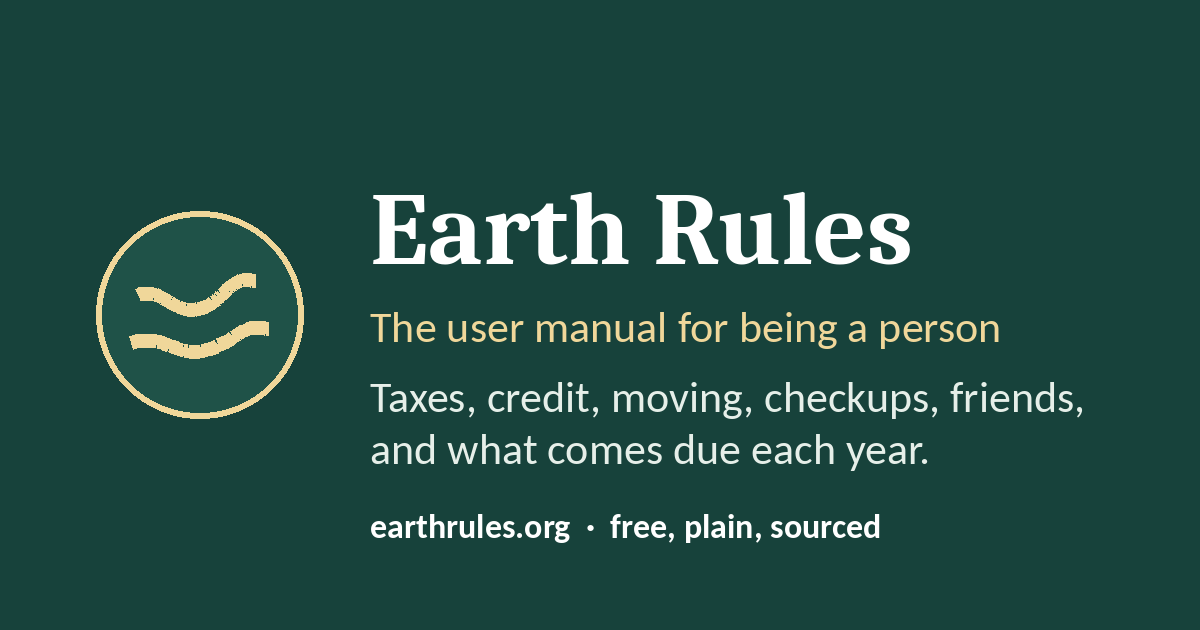 Earth Rules
The user manual for being a person
Taxes, credit, moving, checkups, friends,
and what comes due each year.
earthrules.org · free, plain, sourced